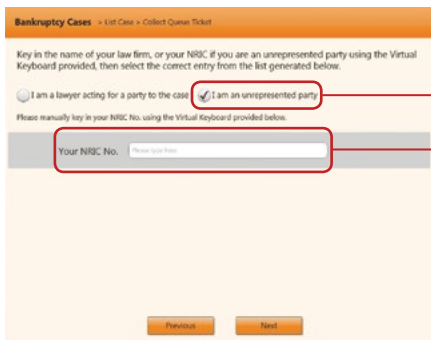 Bankruptcy Cases > List Case > Collect Queue Ticket
Key in the name of your law firm, or your NRIC if you are an unrepresented party using the Virtual
Keyboard provided, then select the correct entry from the list generated below.
I am a lawyer acting for a party to the case I am an unrepresented party
Please manually key in your NRIC No. using the Virtual Keyboard provided below.
Your NRIC No. Please type here
Previous Next